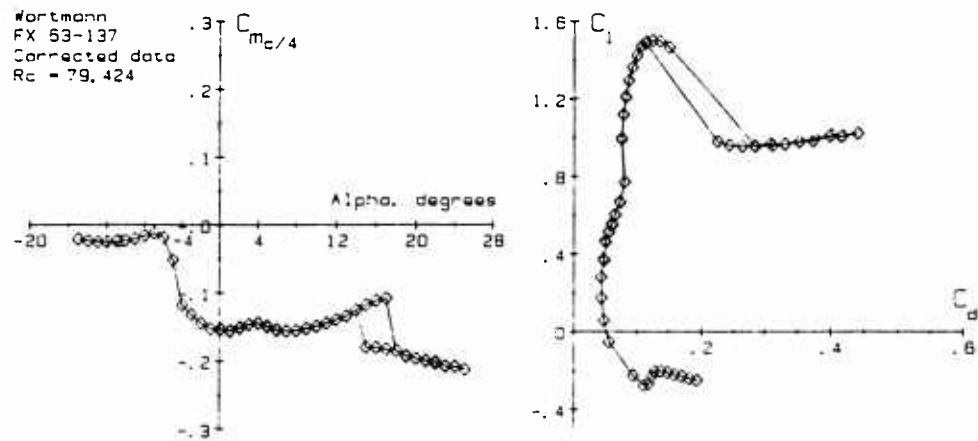 Wortmann
FX 63-137
Corrected data
Rc = 79,424
.3
C m c/4
.2
.1
Alpha, degrees
-20
-12
-4
0
4
12
20
28
-.1
-.2
-.3
1.6
C l
1.2
.8
.4
C d
0
.2
.4
.6
-.4